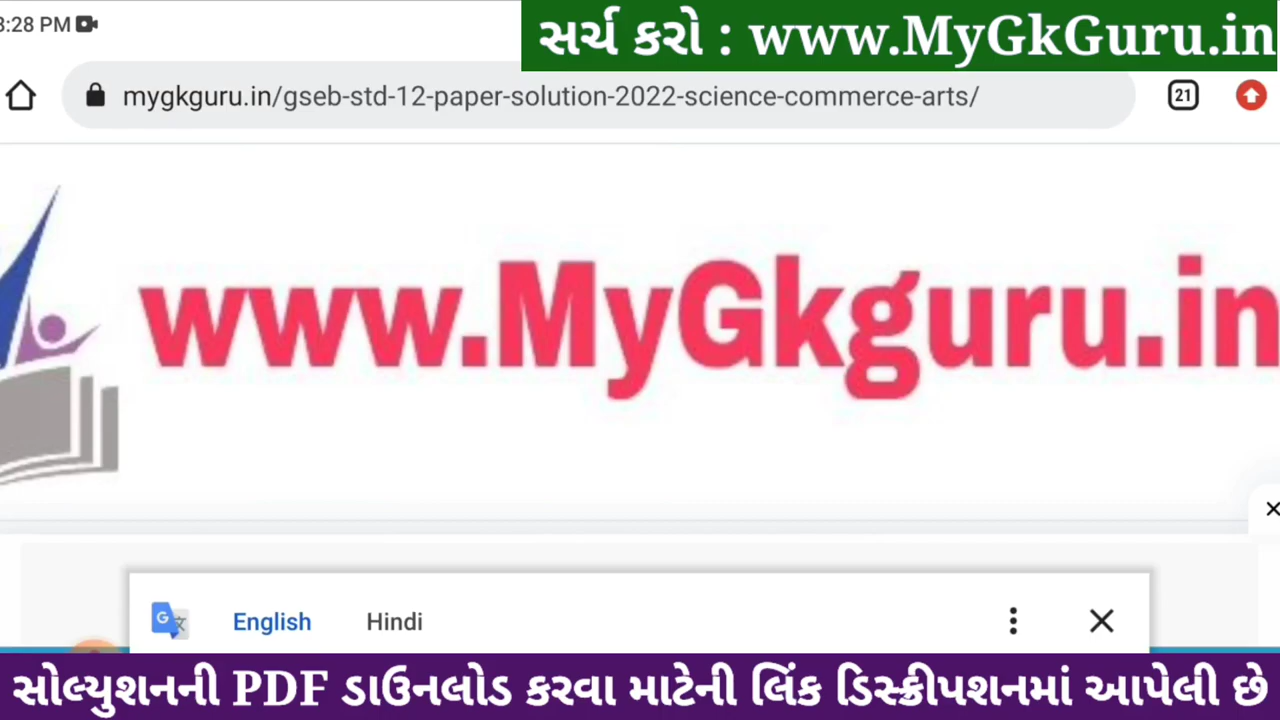 3:28 PM
સર્ચ કરો : www.MyGkGuru.in
mygkguru.in/gseb-std-12-paper-solution-2022-science-commerce-arts/
21
www.MyGkguru.in
English Hindi
સોલ્યુશનની PDF ડાઉનલોડ કરવા માટેની લિંક ડિસ્ક્રીપશનમાં આપેલી છે